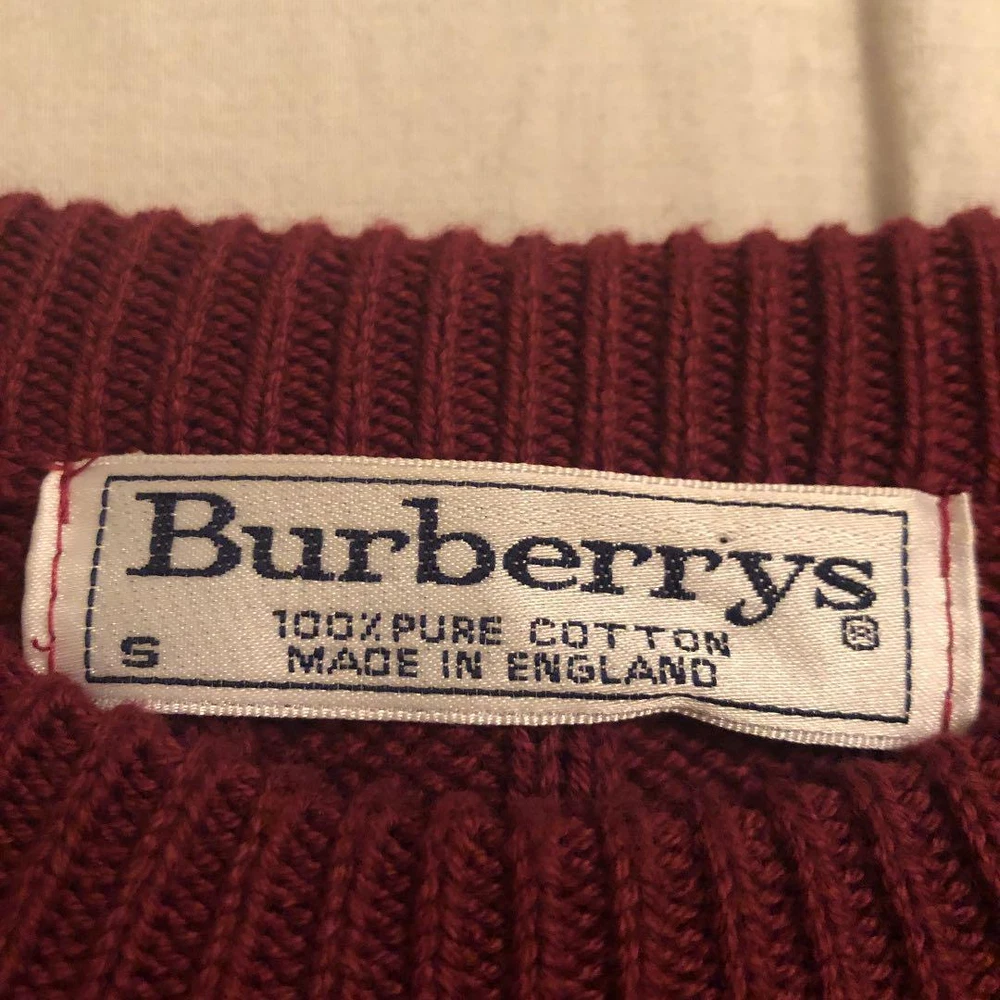 Burberrys®
100% PURE COTTON
S MADE IN ENGLAND